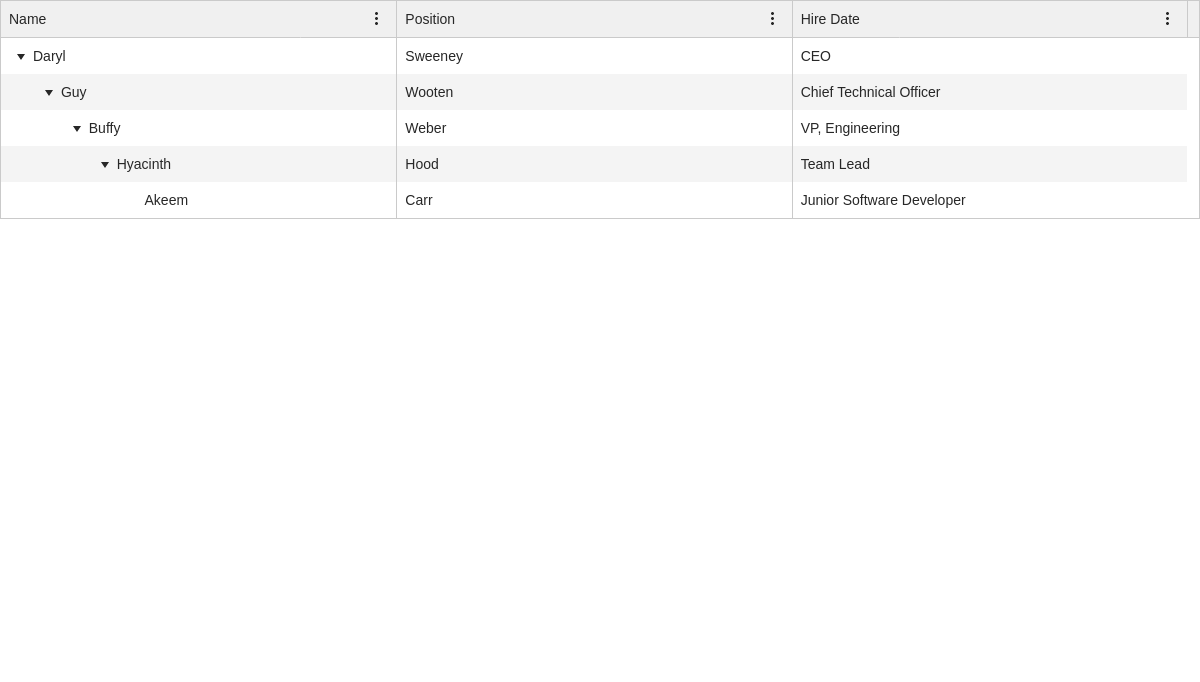 Name Position Hire Date
Daryl Sweeney CEO
Guy Wooten Chief Technical Officer
Buffy Weber VP, Engineering
Hyacinth Hood Team Lead
Akeem Carr Junior Software Developer